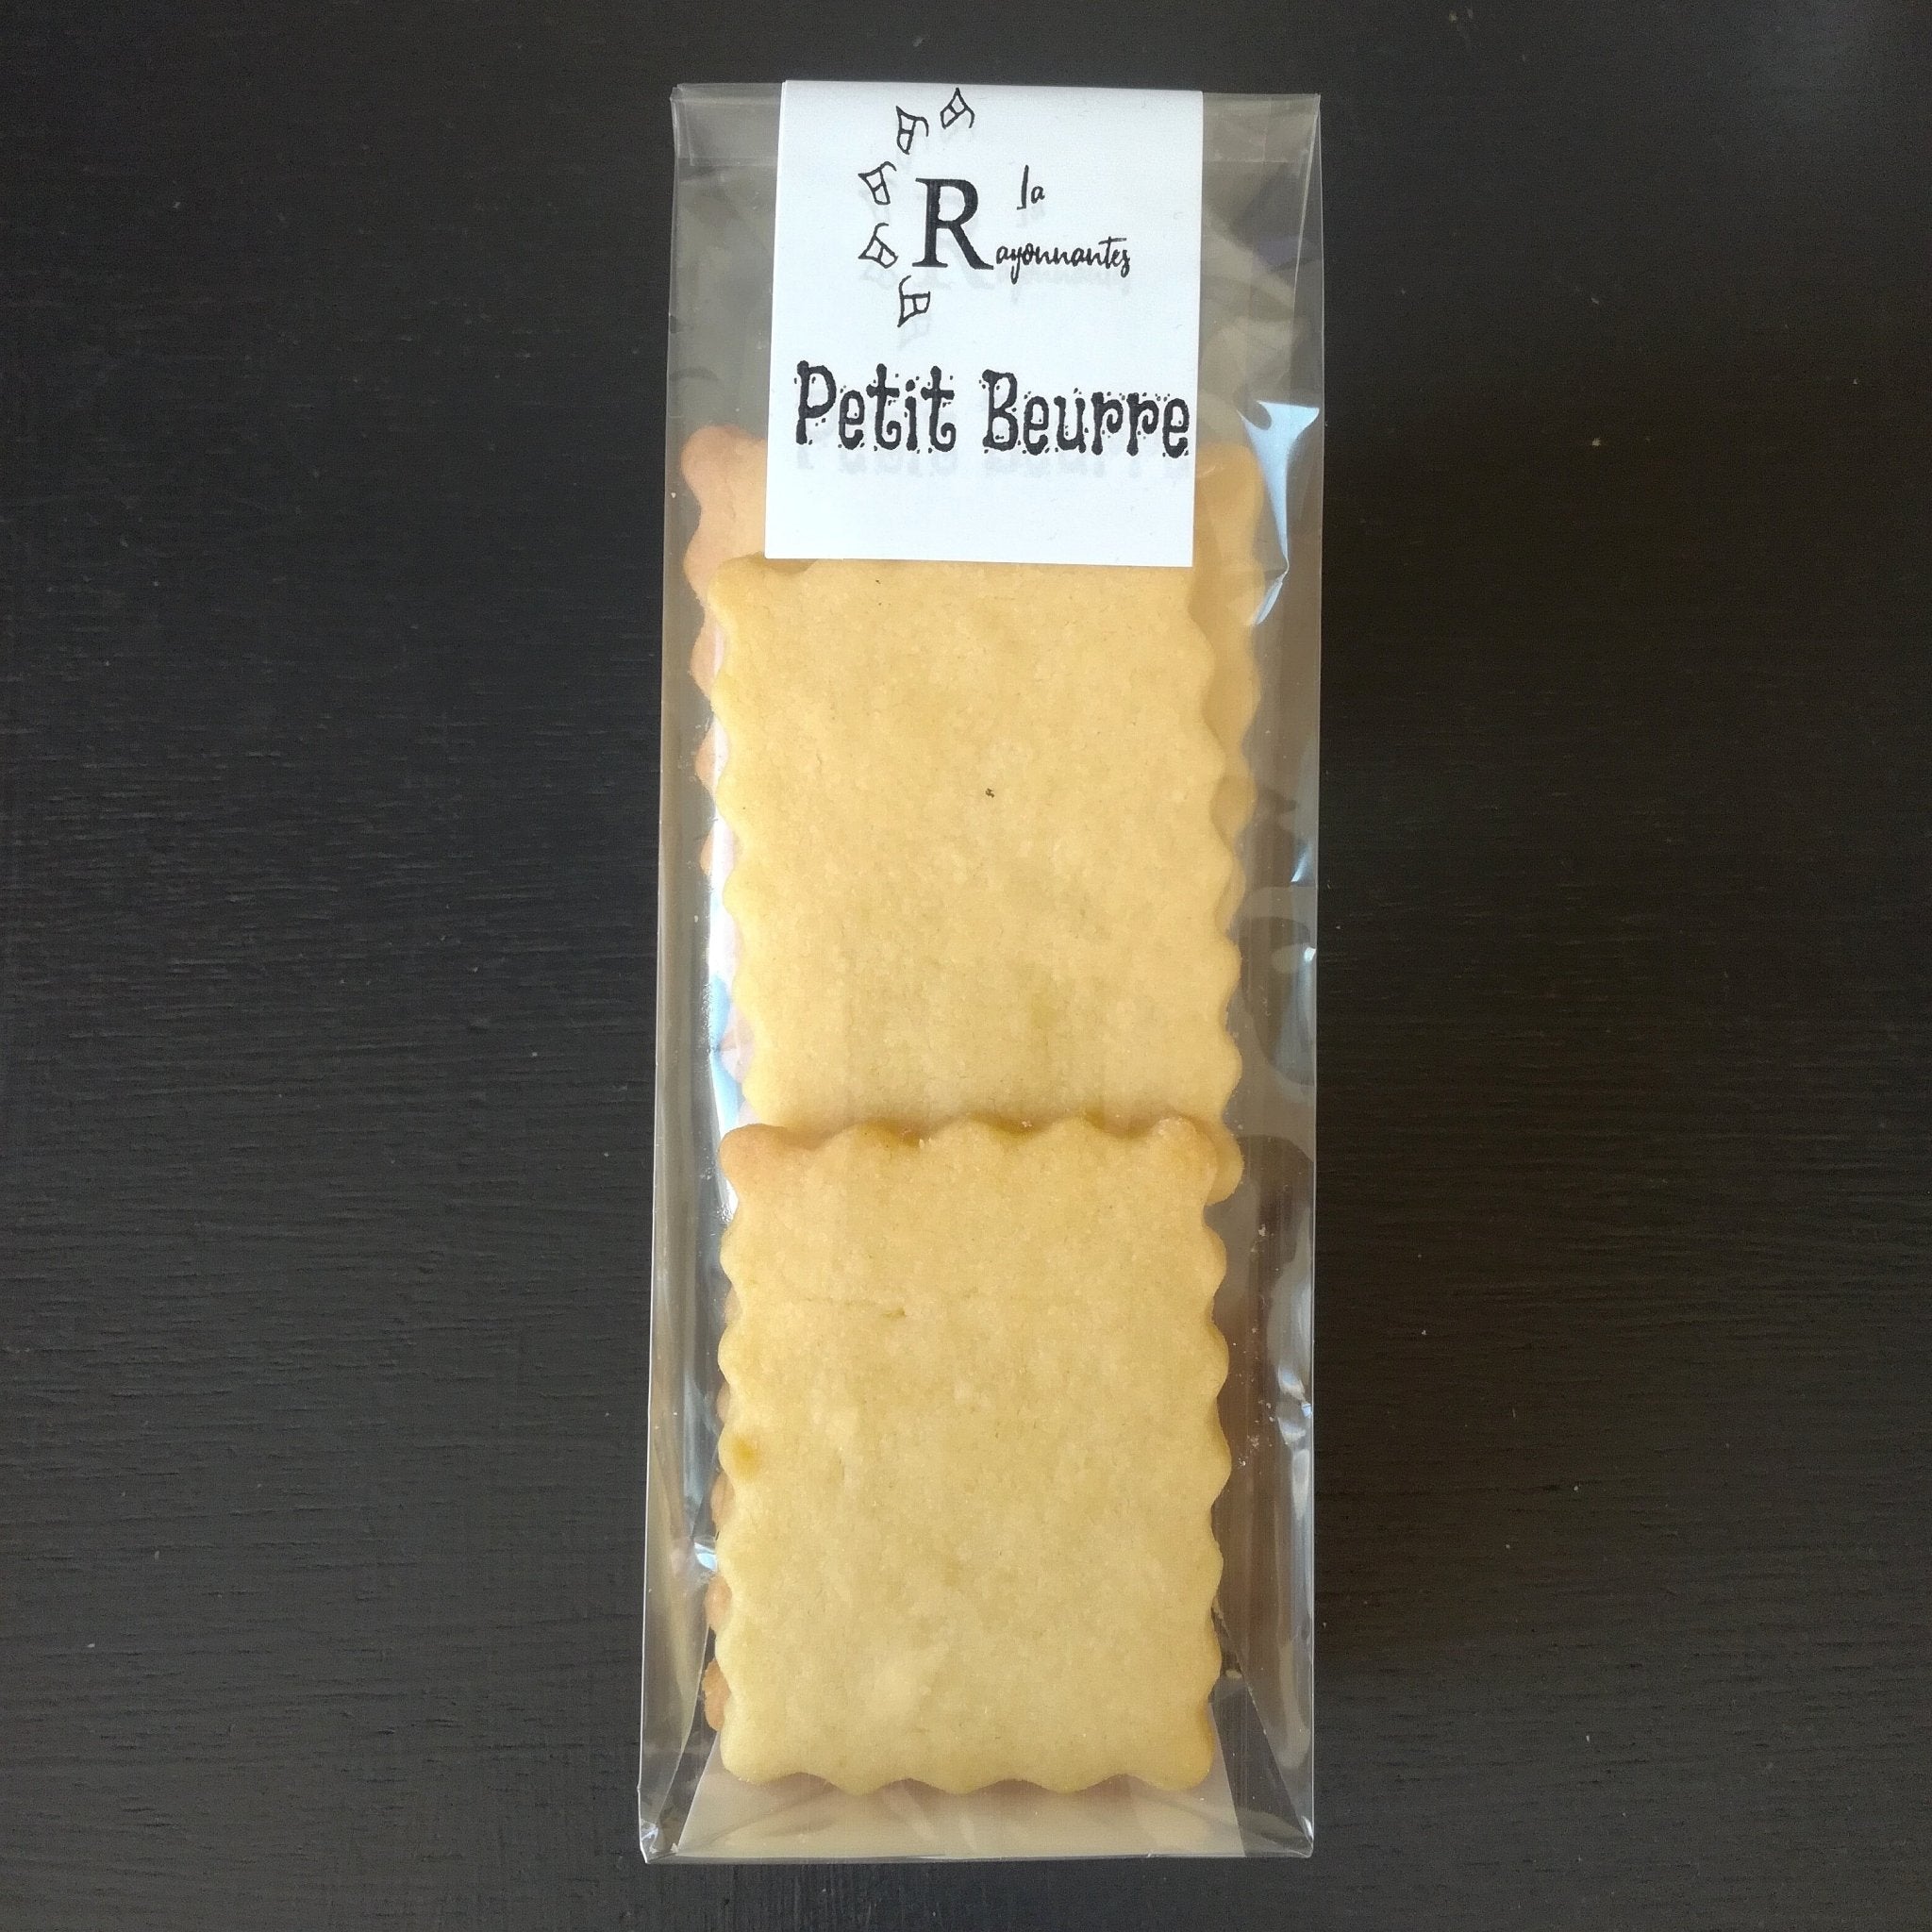 la
Rayonnantes
Petit Beurre